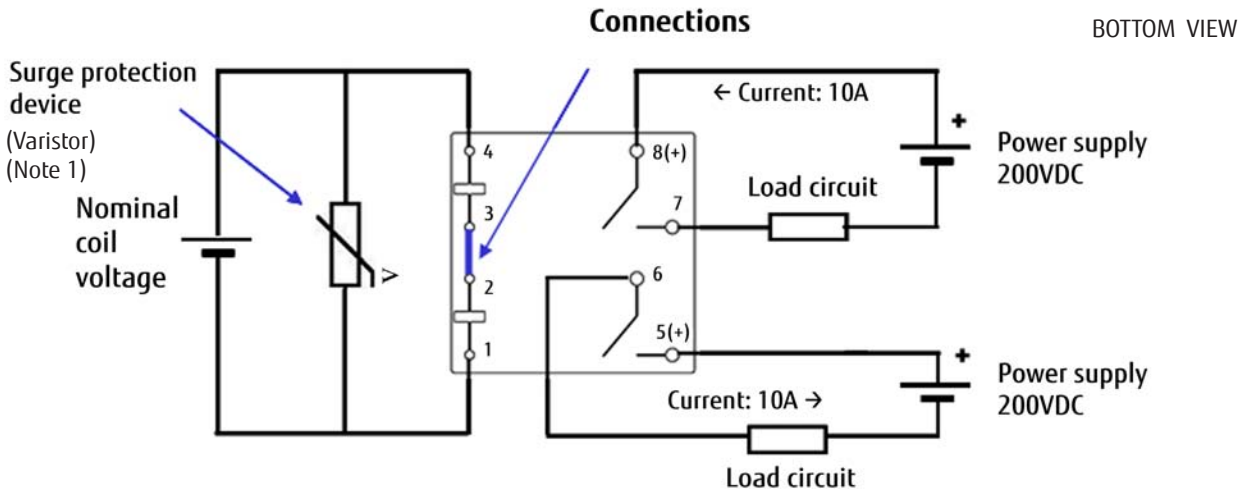 Connections
BOTTOM VIEW
Surge protection
device
(Varistor)
(Note 1)
Nominal
coil
voltage
V
4
3
2
1
8(+)
7
6
5(+)
← Current: 10A
+
Power supply
200VDC
Load circuit
+
Power supply
200VDC
Current: 10A →
Load circuit